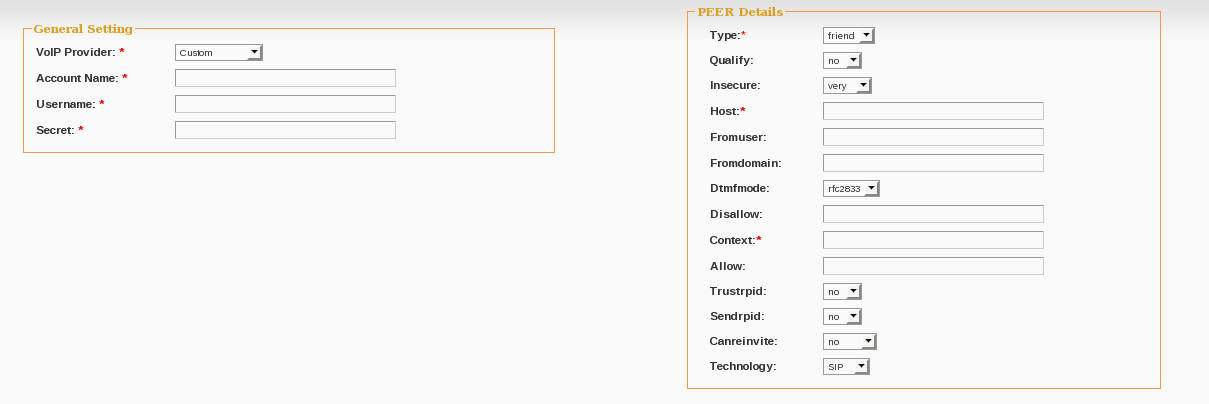 General Setting
VoIP Provider: * Custom
Account Name: *
Username: *
Secret: *
PEER Details
Type:* friend
Qualify: no
Insecure: very
Host:*
Fromuser:
Fromdomain:
Dtmfmode: rfc2833
Disallow:
Context:*
Allow:
Trustrpid: no
Sendrpid: no
Canreinvite: no
Technology: SIP